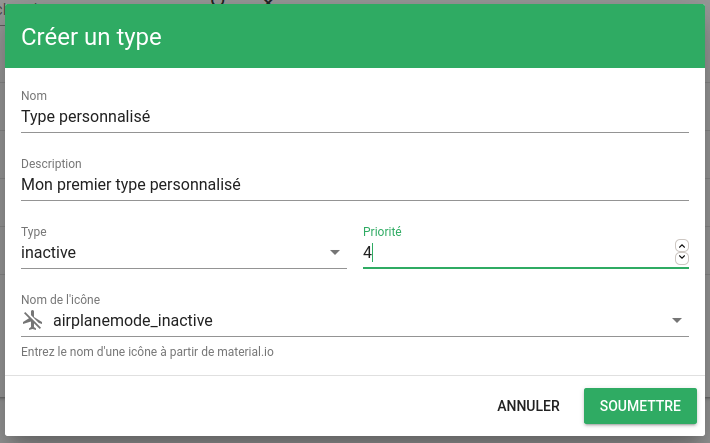 Créer un type
Nom
Type personnalisé
Description
Mon premier type personnalisé
Type
Priorité
inactive
4
Nom de l'icône
airplanemode_inactive
Entrez le nom d'une icône à partir de material.io
ANNULER
SOUMETTRE